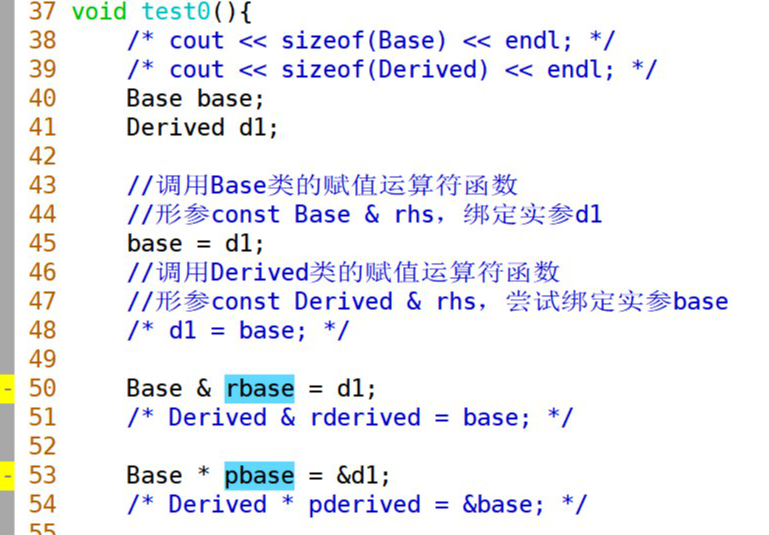 37 void test0(){
38     /* cout << sizeof(Base) << endl; */
39     /* cout << sizeof(Derived) << endl; */
40     Base base;
41     Derived d1;
42
43     //调用Base类的赋值运算符函数
44     //形参const Base & rhs，绑定实参d1
45     base = d1;
46     //调用Derived类的赋值运算符函数
47     //形参const Derived & rhs，尝试绑定实参base
48     /* d1 = base; */
49
50     Base & rbase = d1;
51     /* Derived & rderived = base; */
52
53     Base * pbase = &d1;
54     /* Derived * pderived = &base; */
55